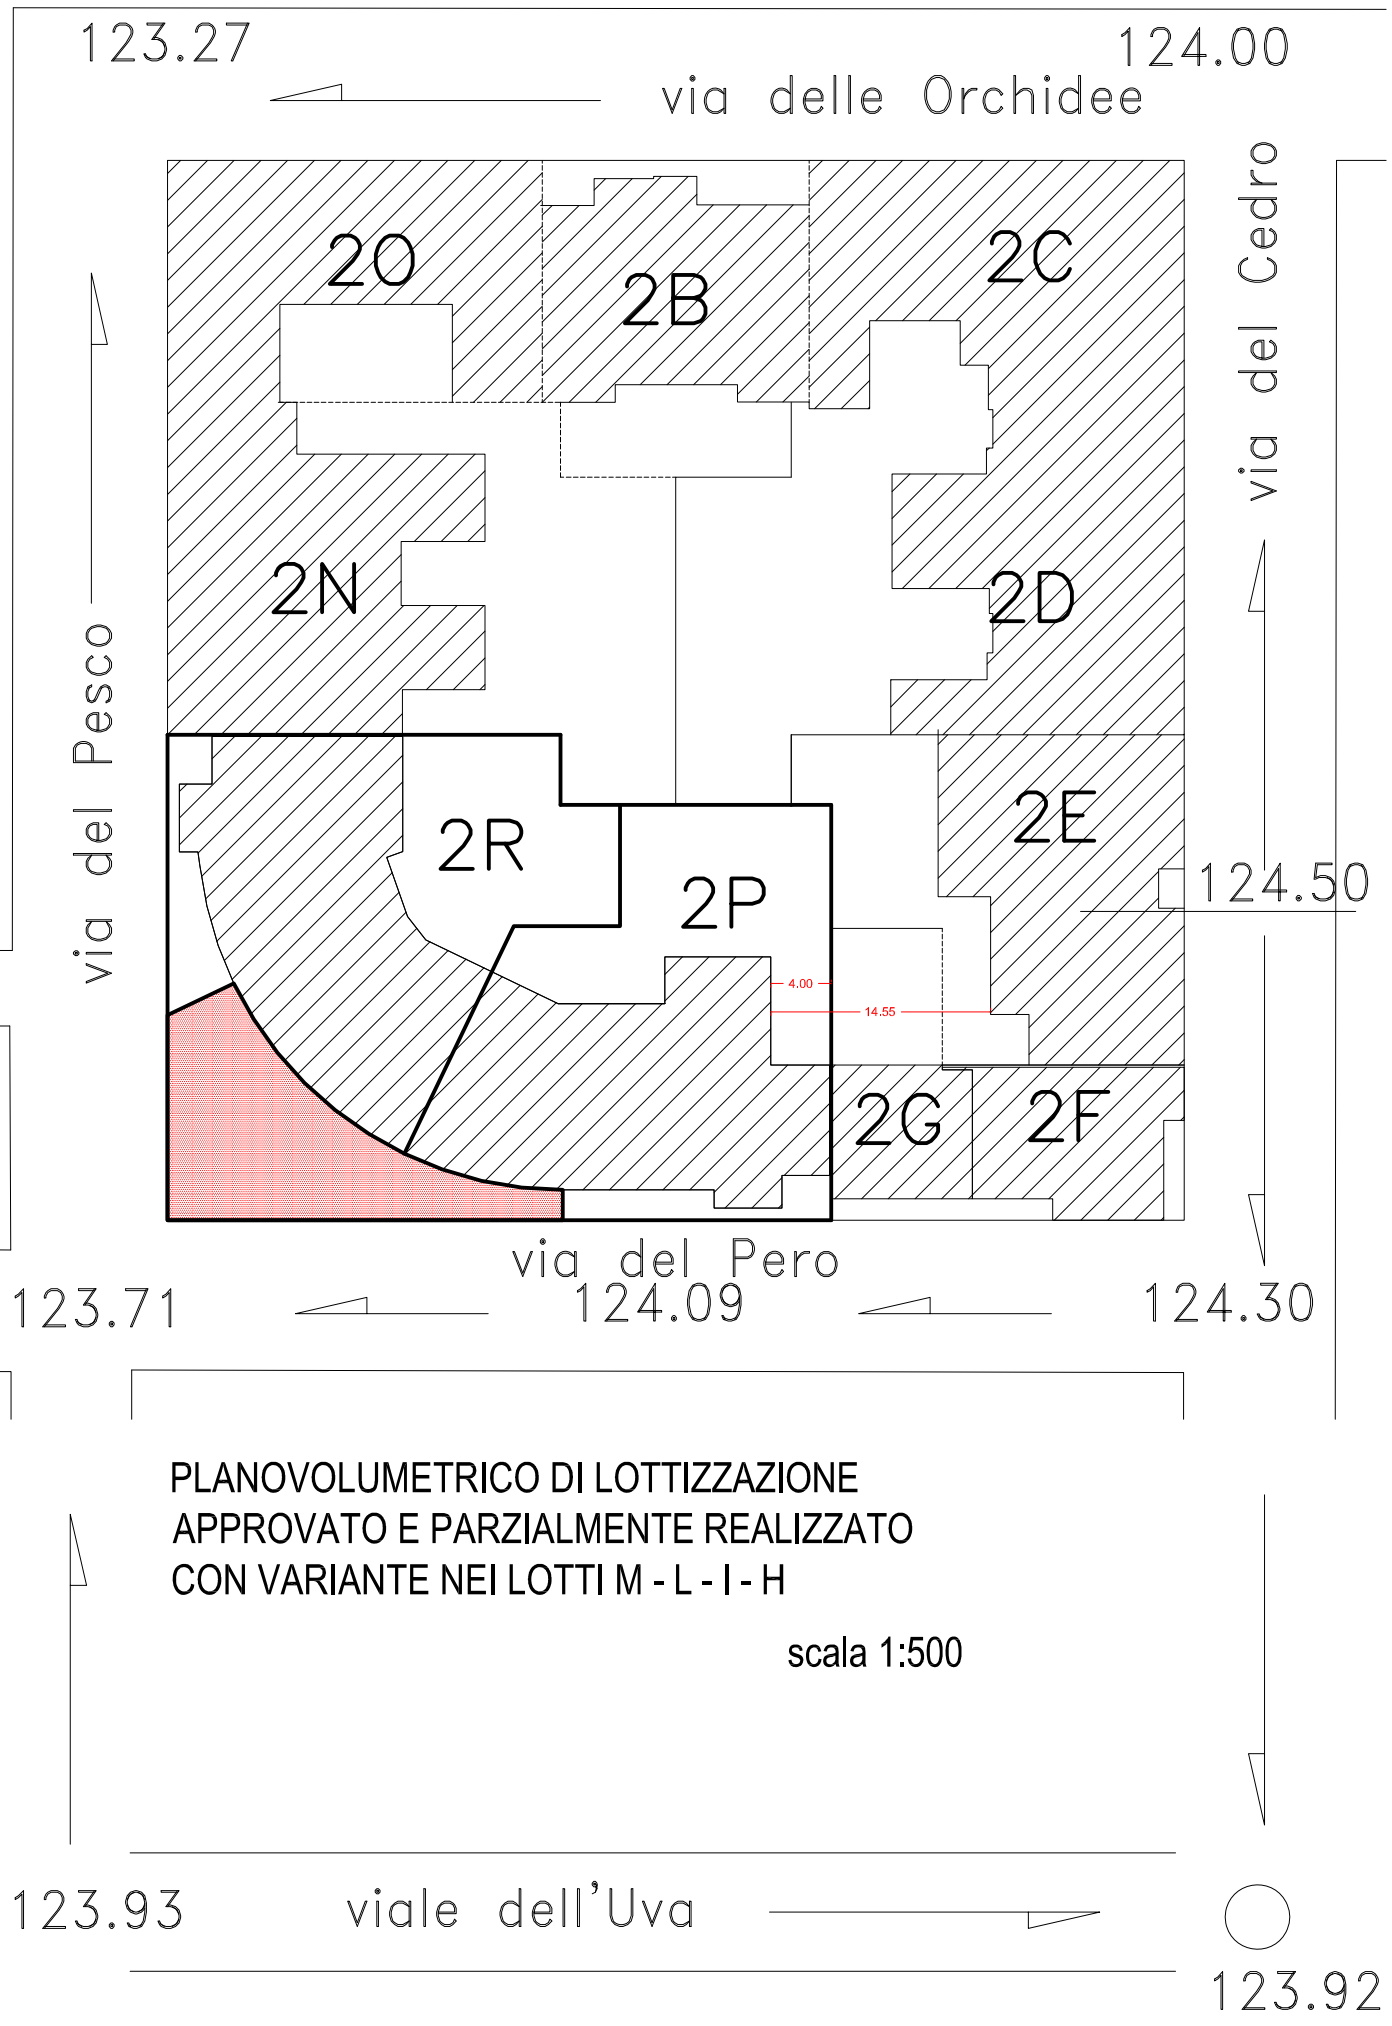 123.27
124.00
via delle Orchidee
via del Cedro
2O
2B
2C
2N
2D
via del Pesco
2R
2P
2E
124.50
4.00
14.55
2G
2F
via del Pero
123.71
124.09
124.30
PLANOVOLUMETRICO DI LOTTIZZAZIONE
APPROVATO E PARZIALMENTE REALIZZATO
CON VARIANTE NEI LOTTI M - L - I - H
scala 1:500
123.93
viale dell'Uva
123.92